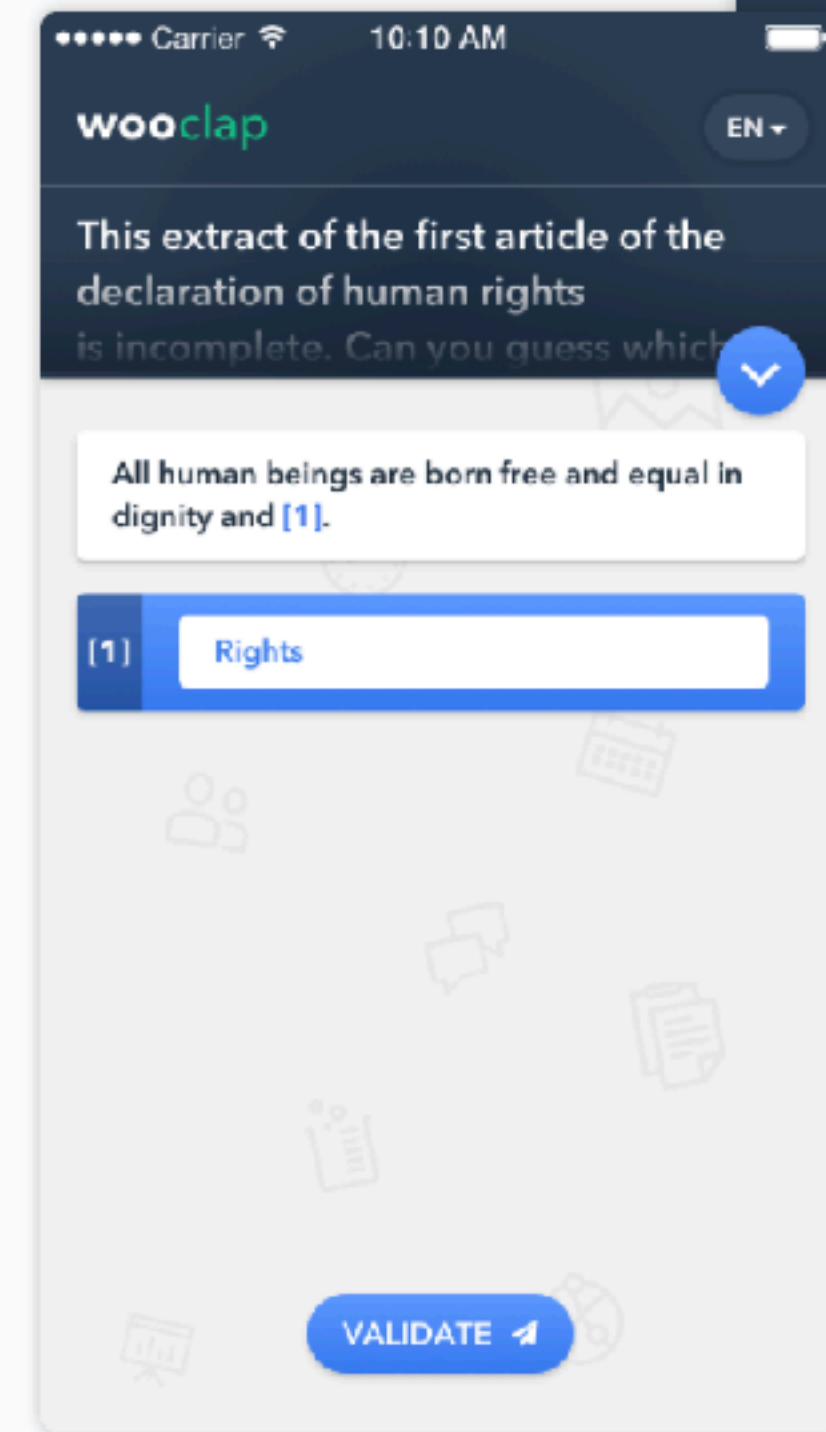 Carrier 10:10 AM
wooclap
EN
This extract of the first article of the
declaration of human rights
is incomplete. Can you guess which
All human beings are born free and equal in
dignity and [1].
[1] Rights
VALIDATE